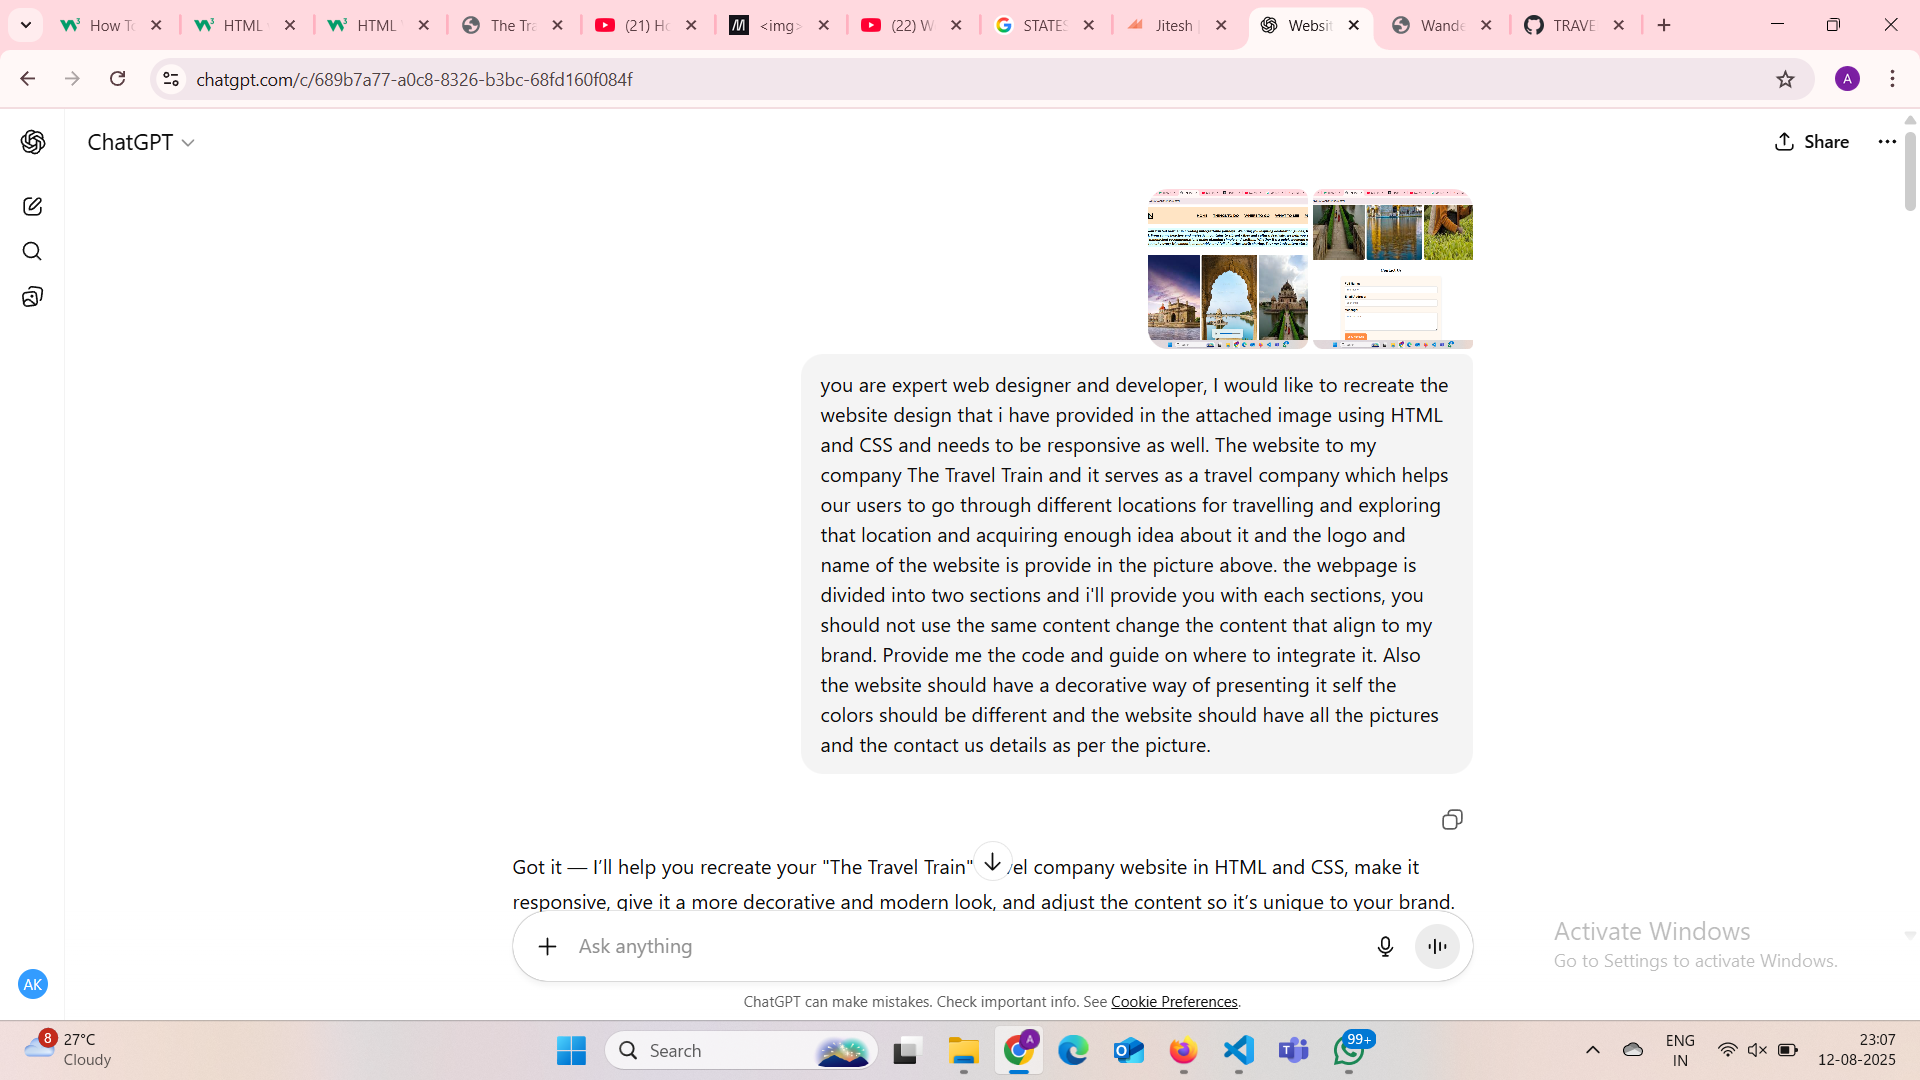 How To
HTML
HTML
The Tra
(21) Ho
<img>
(22) W
STATES
Jitesh
Websit
Wande
TRAVE
chatgpt.com/c/689b7a77-a0c8-8326-b3bc-68fd160f084f
A
ChatGPT
Share
you are expert web designer and developer, I would like to recreate the
website design that i have provided in the attached image using HTML
and CSS and needs to be responsive as well. The website to my
company The Travel Train and it serves as a travel company which helps
our users to go through different locations for travelling and exploring
that location and acquiring enough idea about it and the logo and
name of the website is provide in the picture above. the webpage is
divided into two sections and i'll provide you with each sections, you
should not use the same content change the content that align to my
brand. Provide me the code and guide on where to integrate it. Also
the website should have a decorative way of presenting it self the
colors should be different and the website should have all the pictures
and the contact us details as per the picture.
Got it — I’ll help you recreate your "The Travel Train" vel company website in HTML and CSS, make it
responsive, give it a more decorative and modern look, and adjust the content so it’s unique to your brand.
Ask anything
Activate Windows
Go to Settings to activate Windows.
AK
ChatGPT can make mistakes. Check important info. See Cookie Preferences.
8
27°C
Cloudy
Search
A
99+
ENG
IN
23:07
12-08-2025